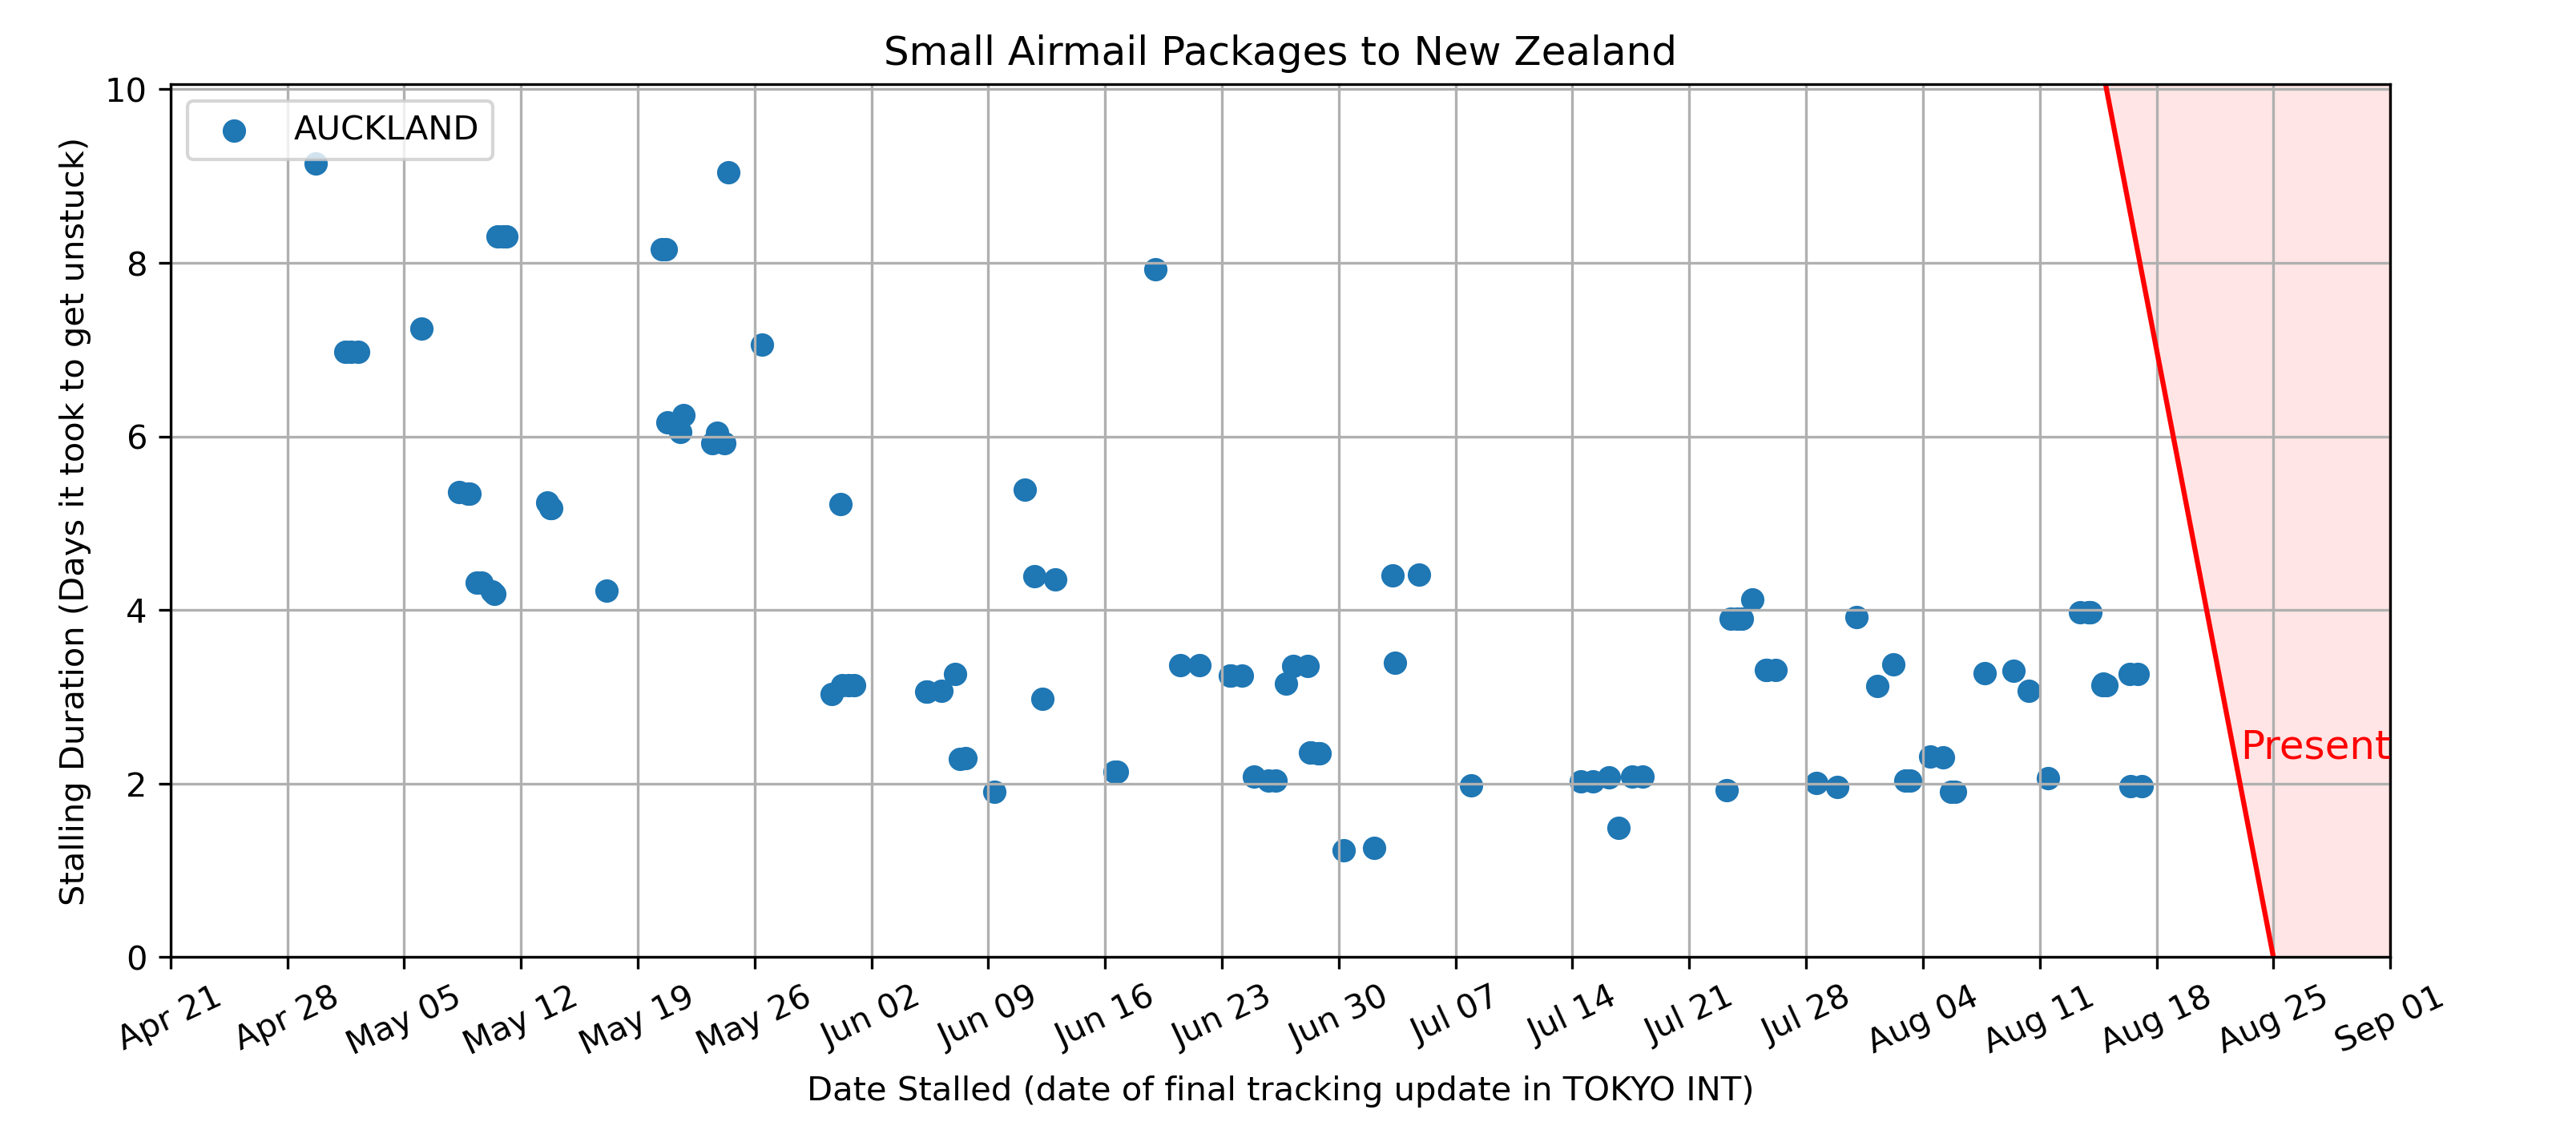 Small Airmail Packages to New Zealand
AUCKLAND
Stalling Duration (Days it took to get unstuck)
10
8
6
4
2
0
Present
Apr 21
Apr 28
May 05
May 12
May 19
May 26
Jun 02
Jun 09
Jun 16
Jun 23
Jun 30
Jul 07
Jul 14
Jul 21
Jul 28
Aug 04
Aug 11
Aug 18
Aug 25
Sep 01
Date Stalled (date of final tracking update in TOKYO INT)